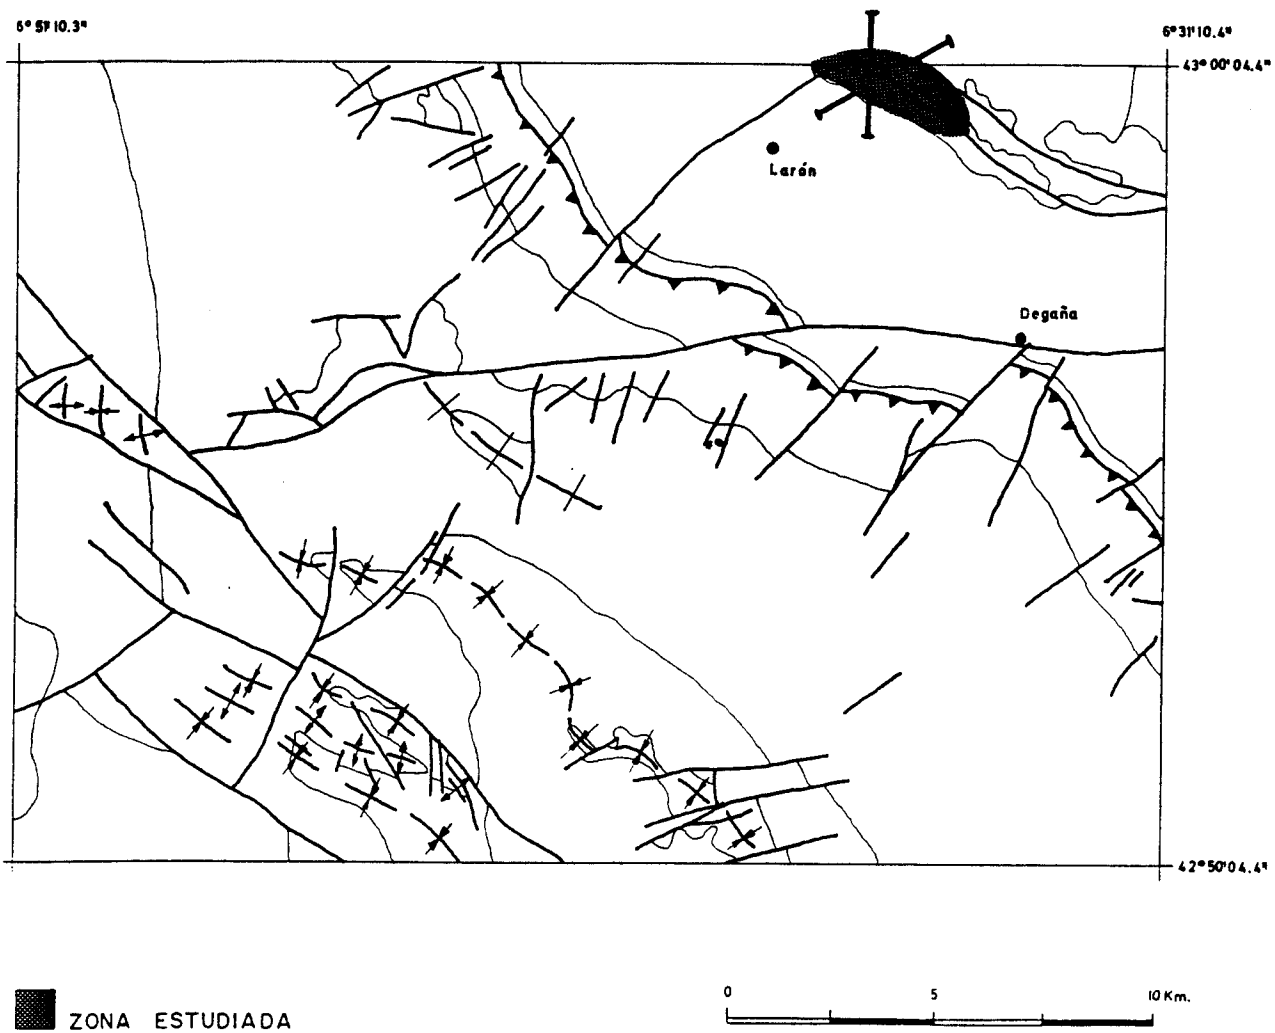 6° 51' 10.3"
6° 31' 10.4"
43° 00' 04.4"
Larón
Degaña
42° 50' 04.4"
ZONA ESTUDIADA
0 5 10 Km.